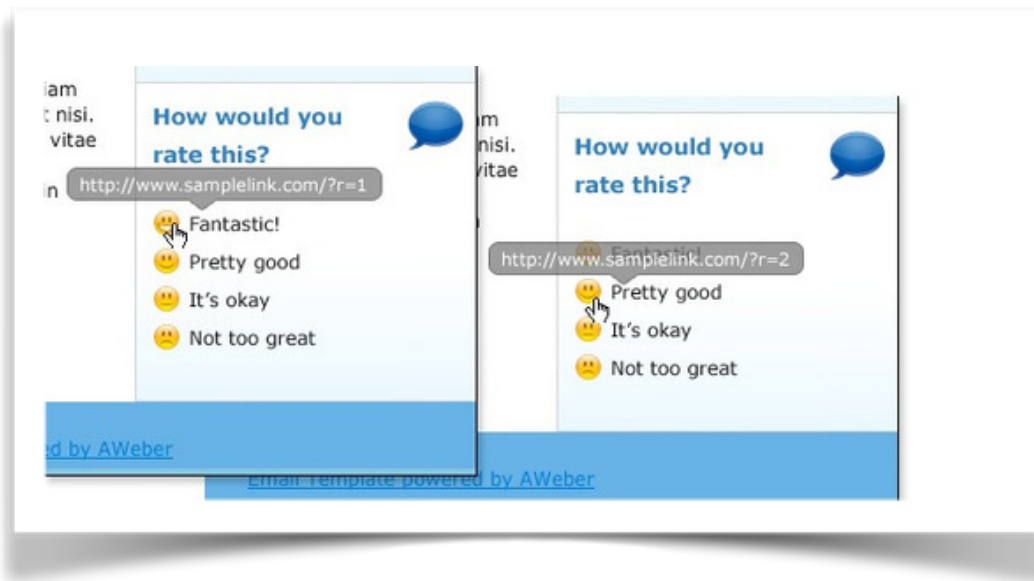 iam
t nisi.
vitae
in
How would you
rate this?
http://www.samplelink.com/?r=1
Fantastic!
Pretty good
It's okay
Not too great
ed by AWeber
am
nisi.
vitae
How would you
rate this?
Fantastic!
http://www.samplelink.com/?r=2
Pretty good
It's okay
Not too great
Email Template powered by AWeber